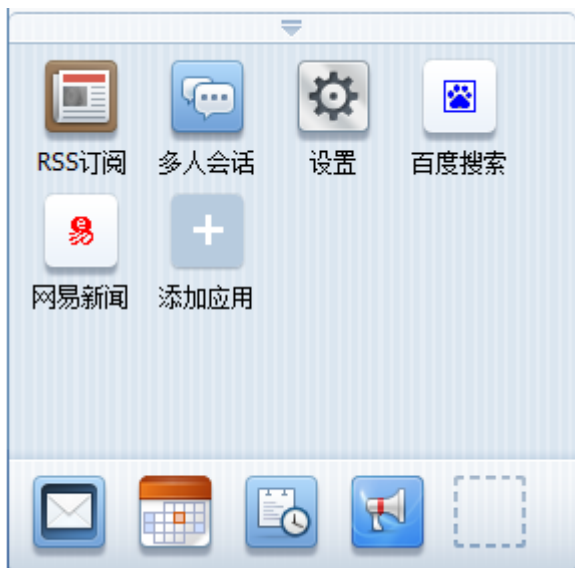 RSS订阅
多人会话
设置
百度搜索
网易新闻
添加应用